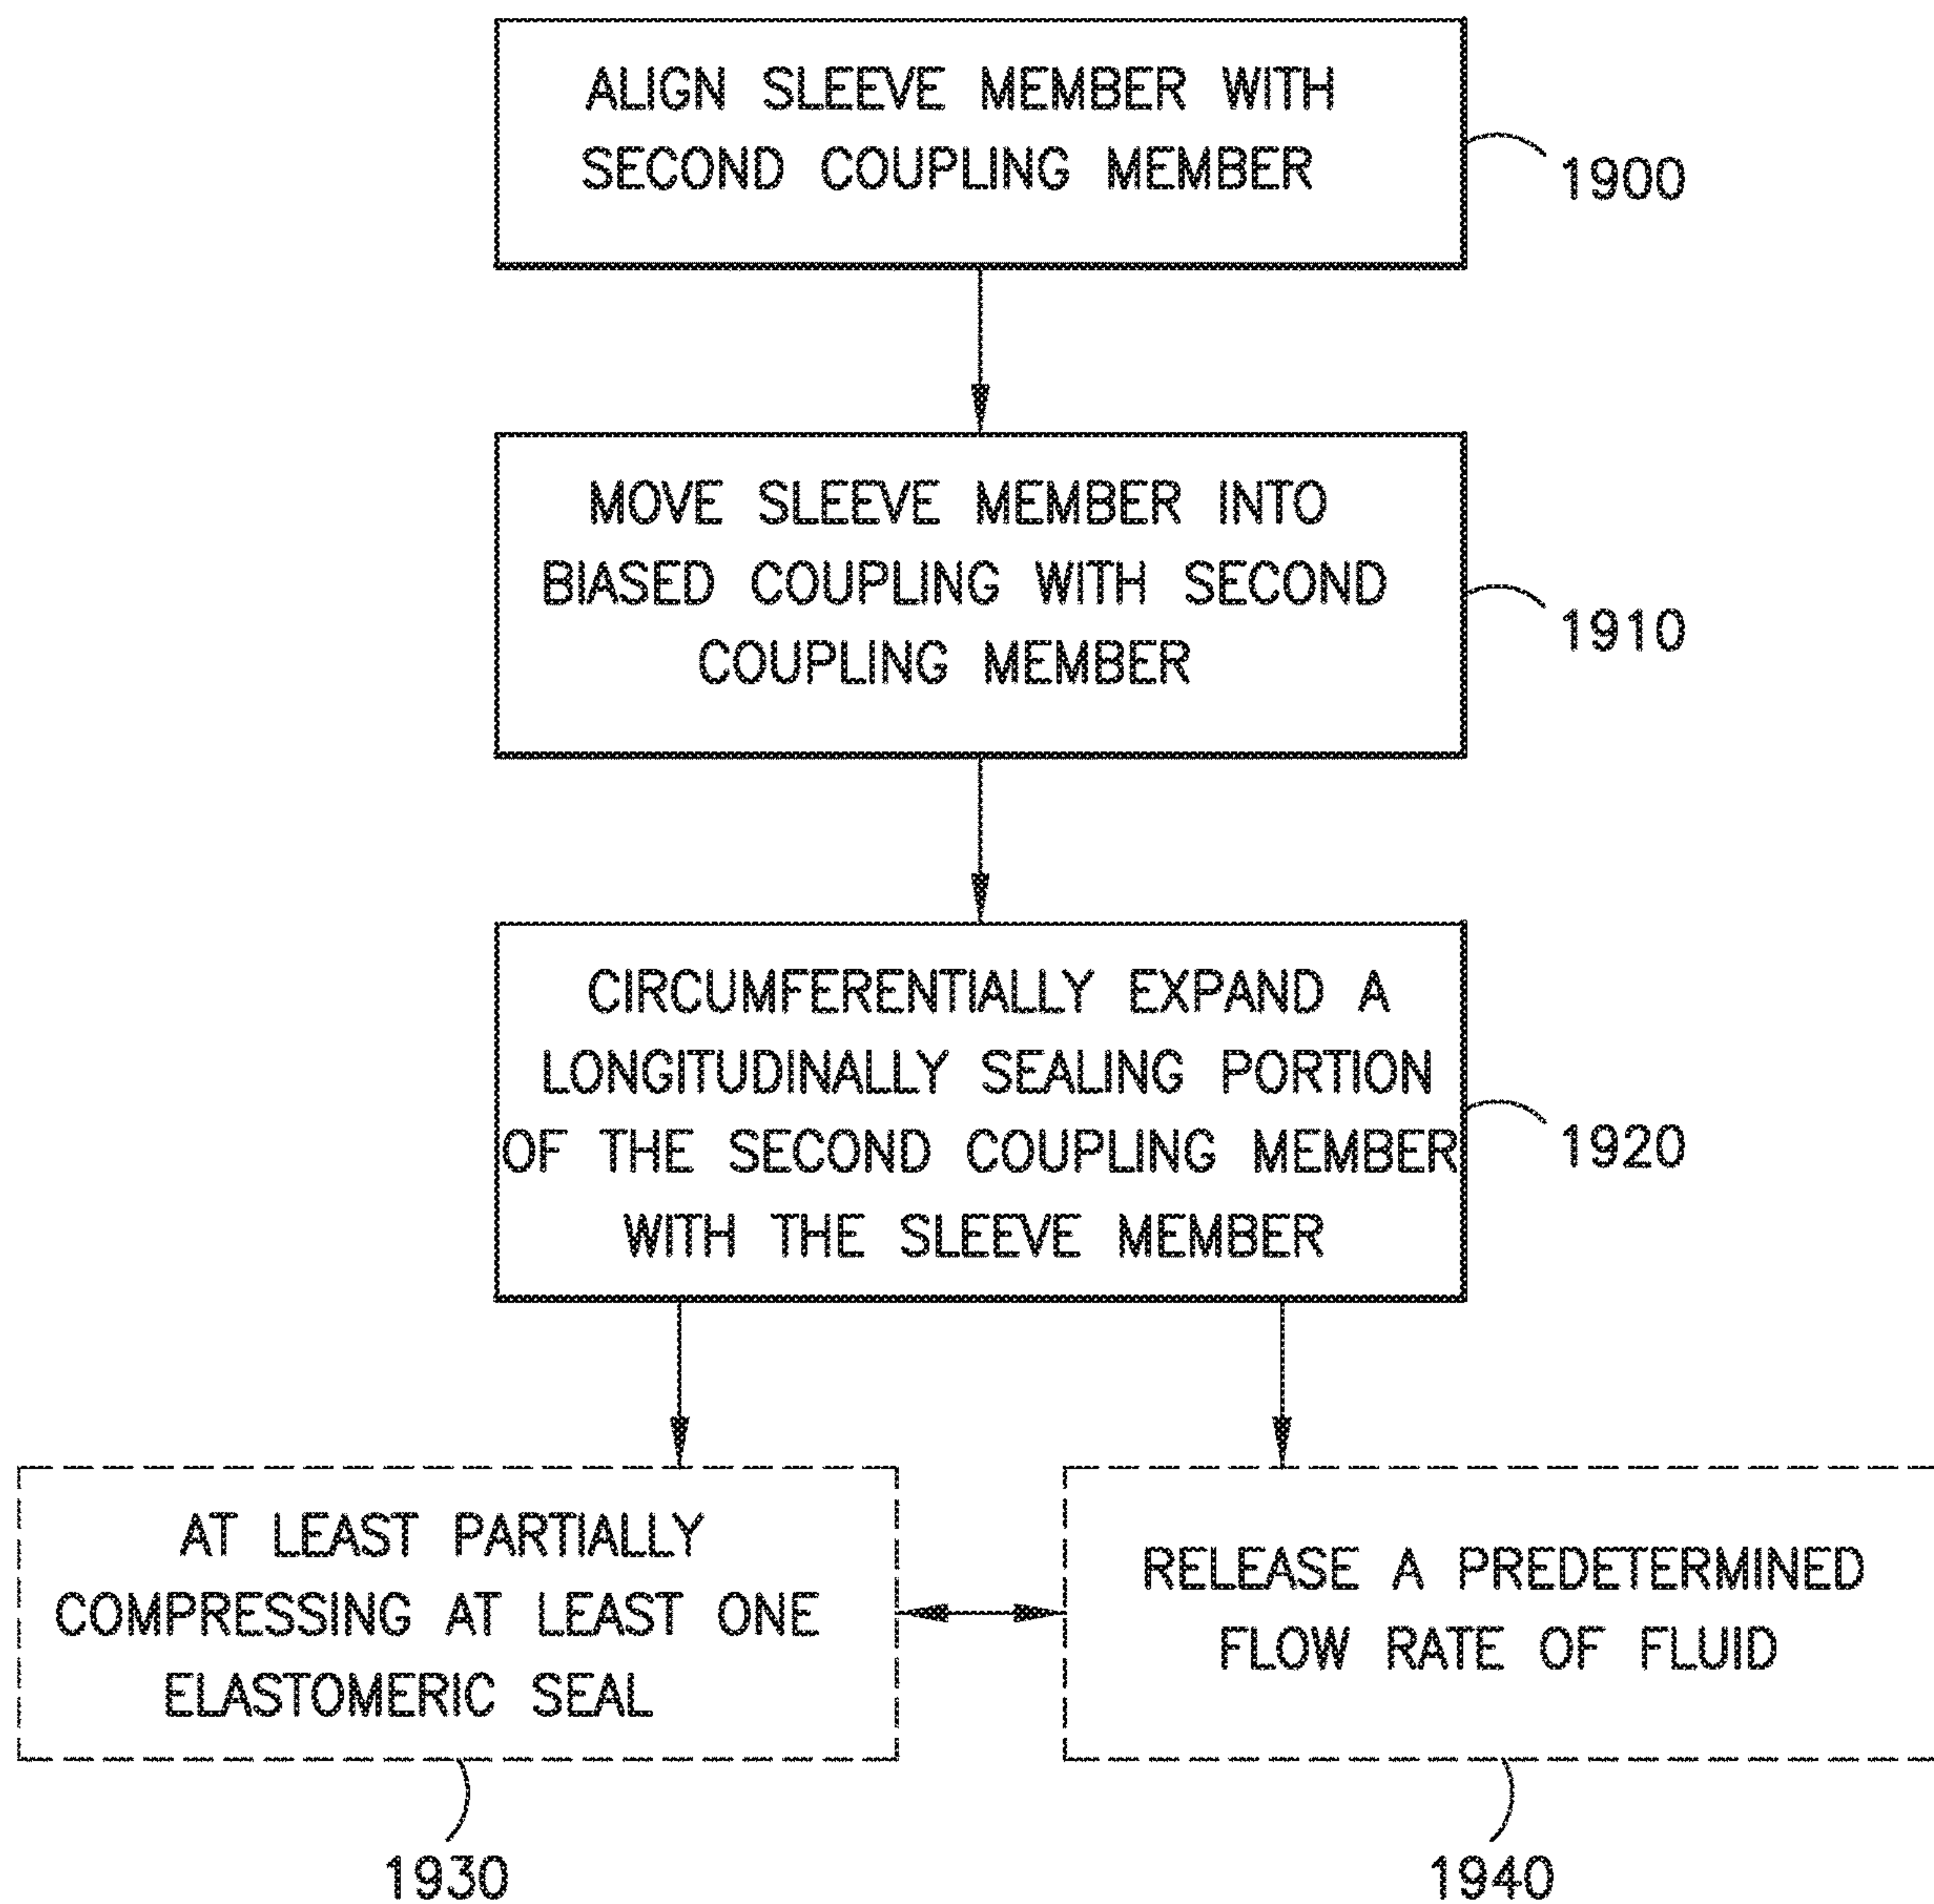 ALIGN SLEEVE MEMBER WITH
SECOND COUPLING MEMBER
1900
MOVE SLEEVE MEMBER INTO
BIASED COUPLING WITH SECOND
COUPLING MEMBER
1910
CIRCUMFERENTIALLY EXPAND A
LONGITUDINALLY SEALING PORTION
OF THE SECOND COUPLING MEMBER
WITH THE SLEEVE MEMBER
1920
AT LEAST PARTIALLY
COMPRESSING AT LEAST ONE
ELASTOMERIC SEAL
1930
RELEASE A PREDETERMINED
FLOW RATE OF FLUID
1940